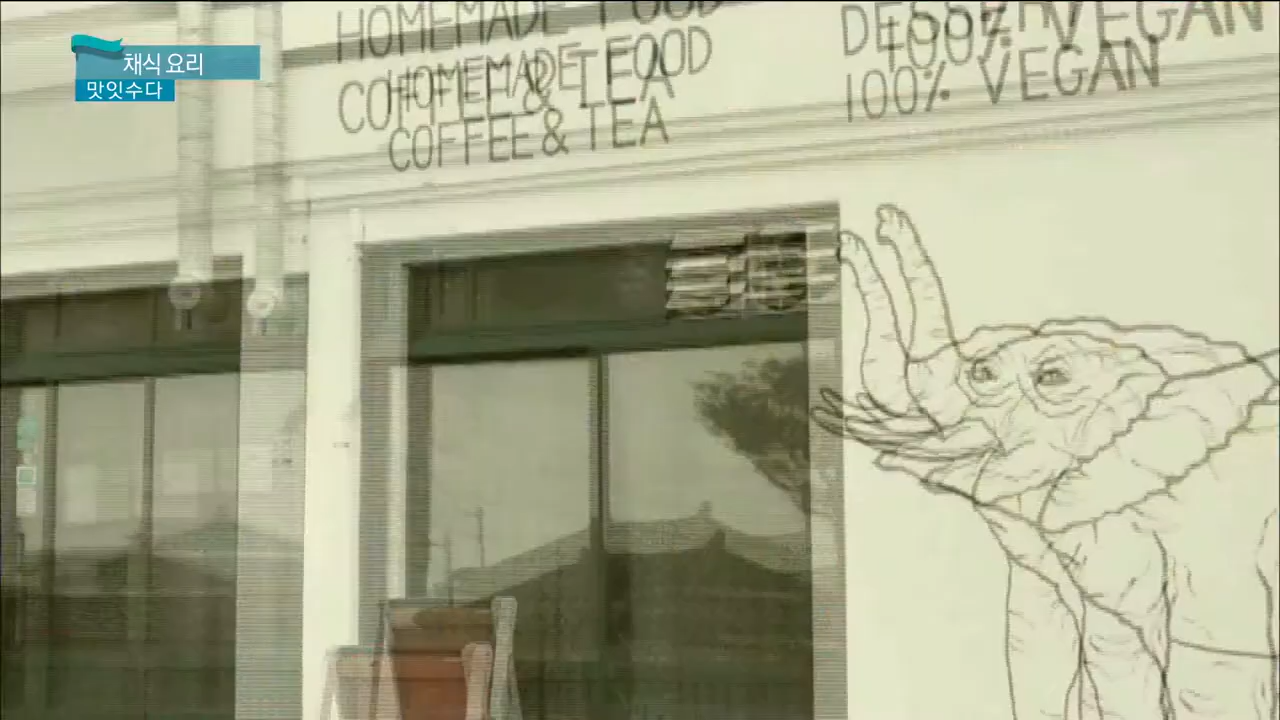 채식 요리
맛잇수다
HOMEMADE FOOD
COFFEE & TEA
HOMEMADE FOOD
COFFEE & TEA
DESSERT
100% VEGAN
100% VEGAN